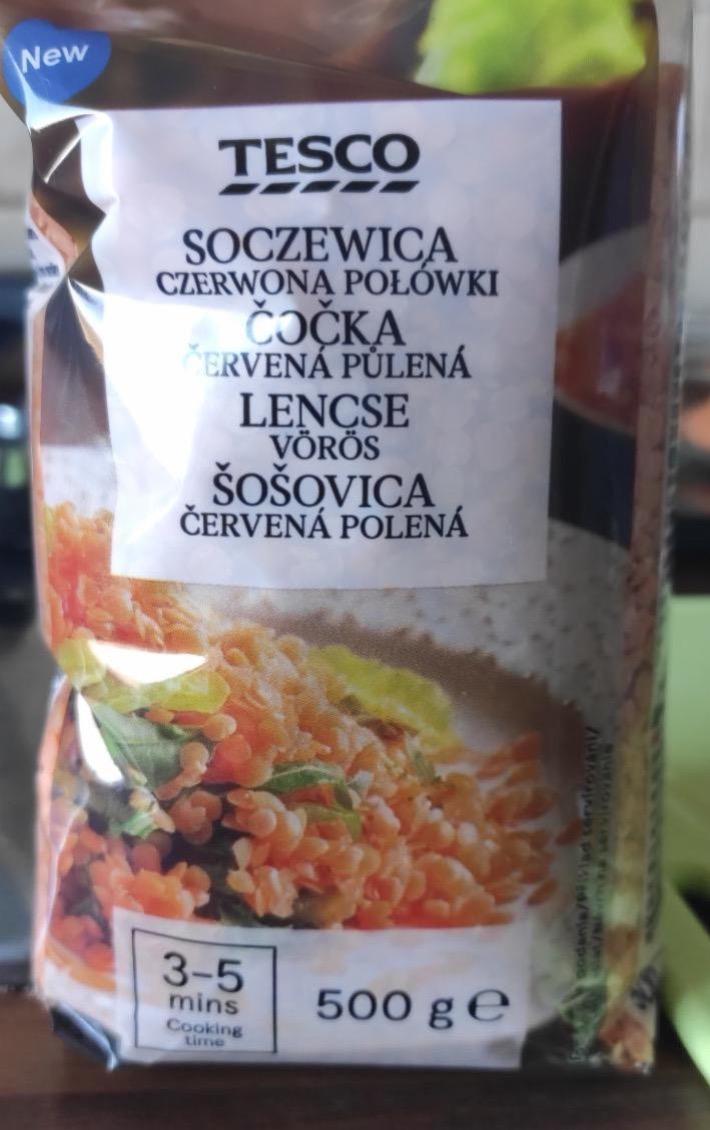 New
TESCO
SOCZEWICA
CZERWONA POŁÓWKI
ČOČKA
ČERVENÁ PŮLENÁ
LENCSE
VÖRÖS
ŠOŠOVICA
ČERVENÁ POLENÁ
3-5
mins
Cooking
time
500 g e